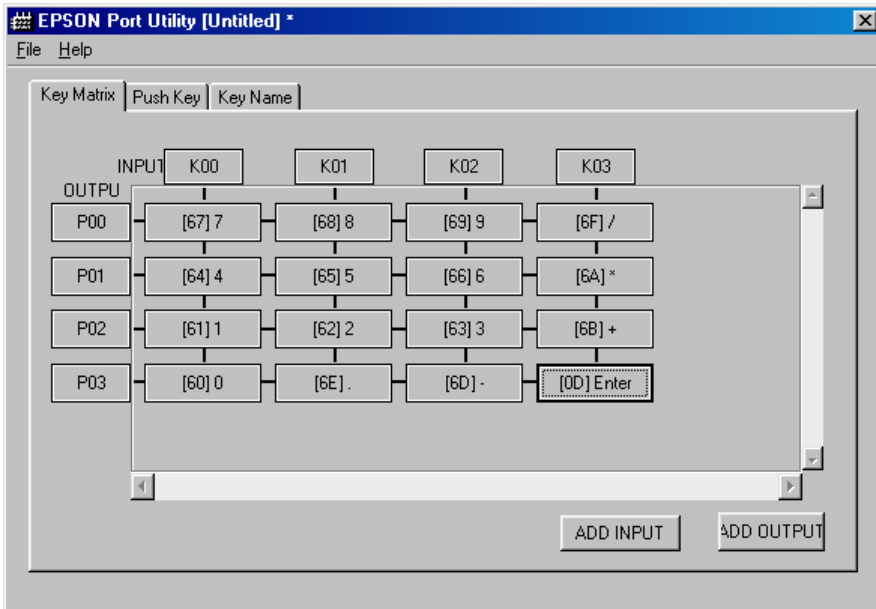 EPSON Port Utility [Untitled] *
File Help
Key Matrix Push Key Key Name
INPUT K00 K01 K02 K03
OUTPU
P00 [67] 7 [68] 8 [69] 9 [6F] /
P01 [64] 4 [65] 5 [66] 6 [6A] *
P02 [61] 1 [62] 2 [63] 3 [6B] +
P03 [60] 0 [6E] . [6D] - [0D] Enter
ADD INPUT ADD OUTPUT